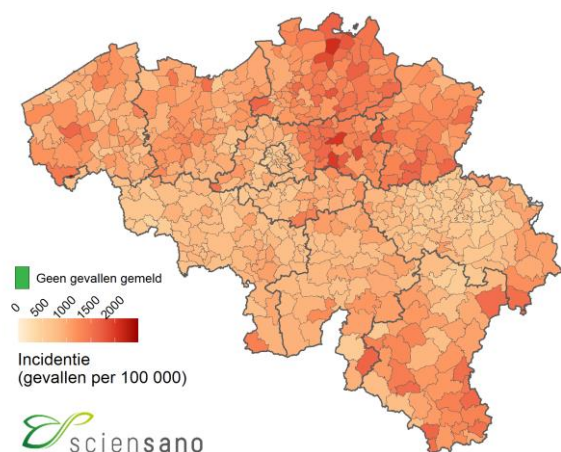 Geen gevallen gemeld
0 500 1000 1500 2000
Incidentie
(gevallen per 100 000)
sciensano